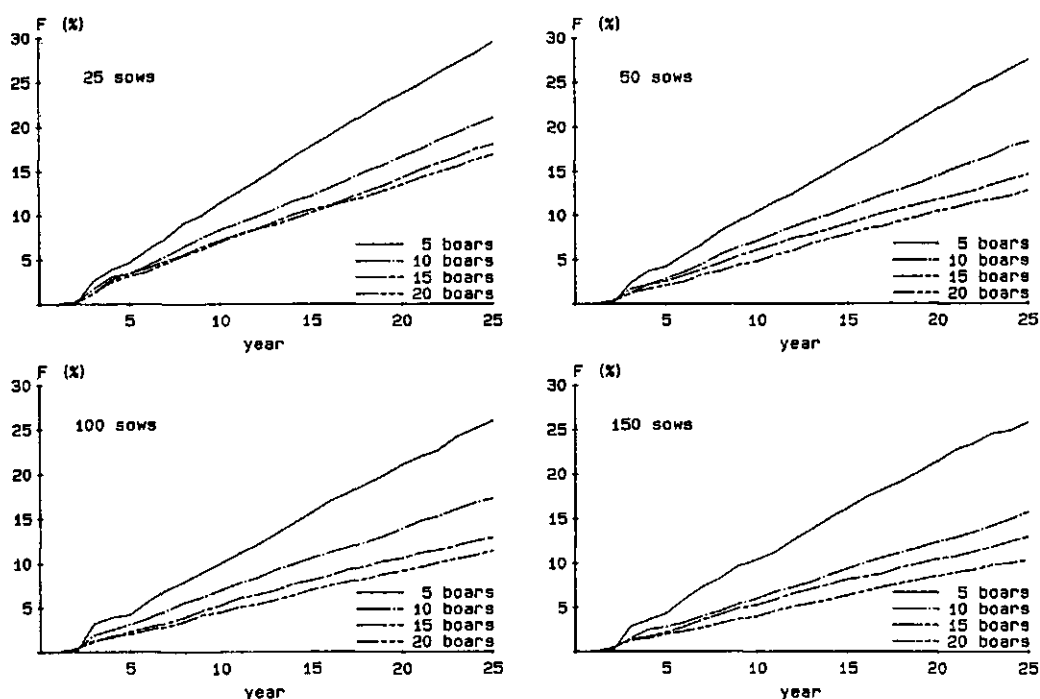 F (%)
30
25
20
15
10
5
25 sows
5 boars
10 boars
15 boars
20 boars
5 10 15 20 25
year
F (%)
30
25
20
15
10
5
50 sows
5 boars
10 boars
15 boars
20 boars
5 10 15 20 25
year
F (%)
30
25
20
15
10
5
100 sows
5 boars
10 boars
15 boars
20 boars
5 10 15 20 25
year
F (%)
30
25
20
15
10
5
150 sows
5 boars
10 boars
15 boars
20 boars
5 10 15 20 25
year